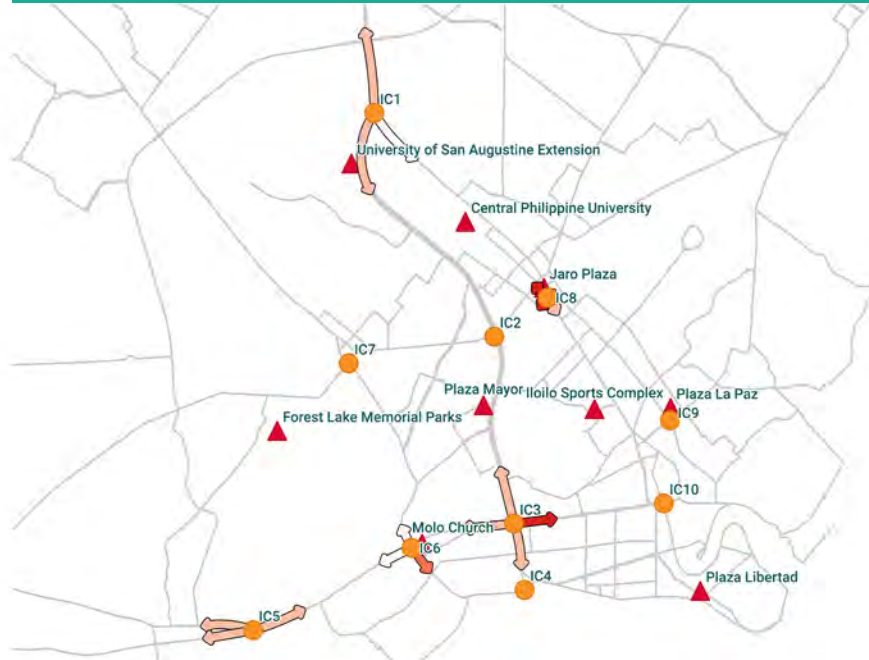 IC1
University of San Augustine Extension
Central Philippine University
Jaro Plaza
IC8
IC2
IC7
Plaza Mayor
Iloilo Sports Complex
Plaza La Paz
IC9
Forest Lake Memorial Parks
IC10
IC3
Molo Church
IC6
IC4
Plaza Libertad
IC5